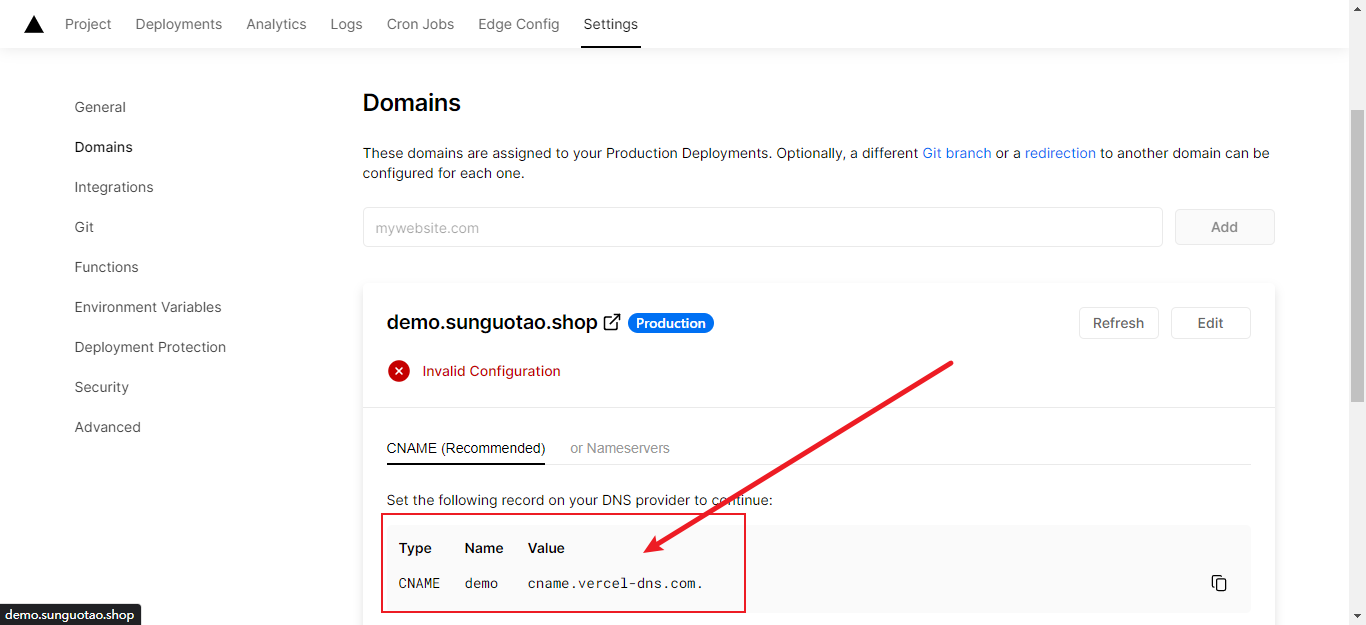 Project Deployments Analytics Logs Cron Jobs Edge Config Settings
General
Domains
Integrations
Git
Functions
Environment Variables
Deployment Protection
Security
Advanced
Domains
These domains are assigned to your Production Deployments. Optionally, a different Git branch or a redirection to another domain can be
configured for each one.
mywebsite.com Add
demo.sunguotao.shop Production Refresh Edit
Invalid Configuration
CNAME (Recommended) or Nameservers
Set the following record on your DNS provider to continue:
Type Name Value
CNAME demo cname.vercel-dns.com.
demo.sunguotao.shop